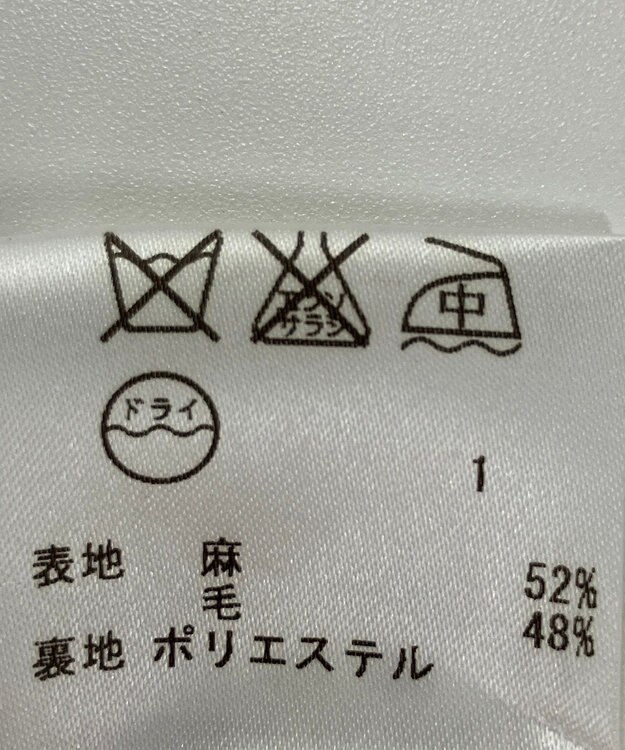 エンソ
サラシ
中
ドライ
1
表地 麻 52%
毛 48%
裏地 ポリエステル